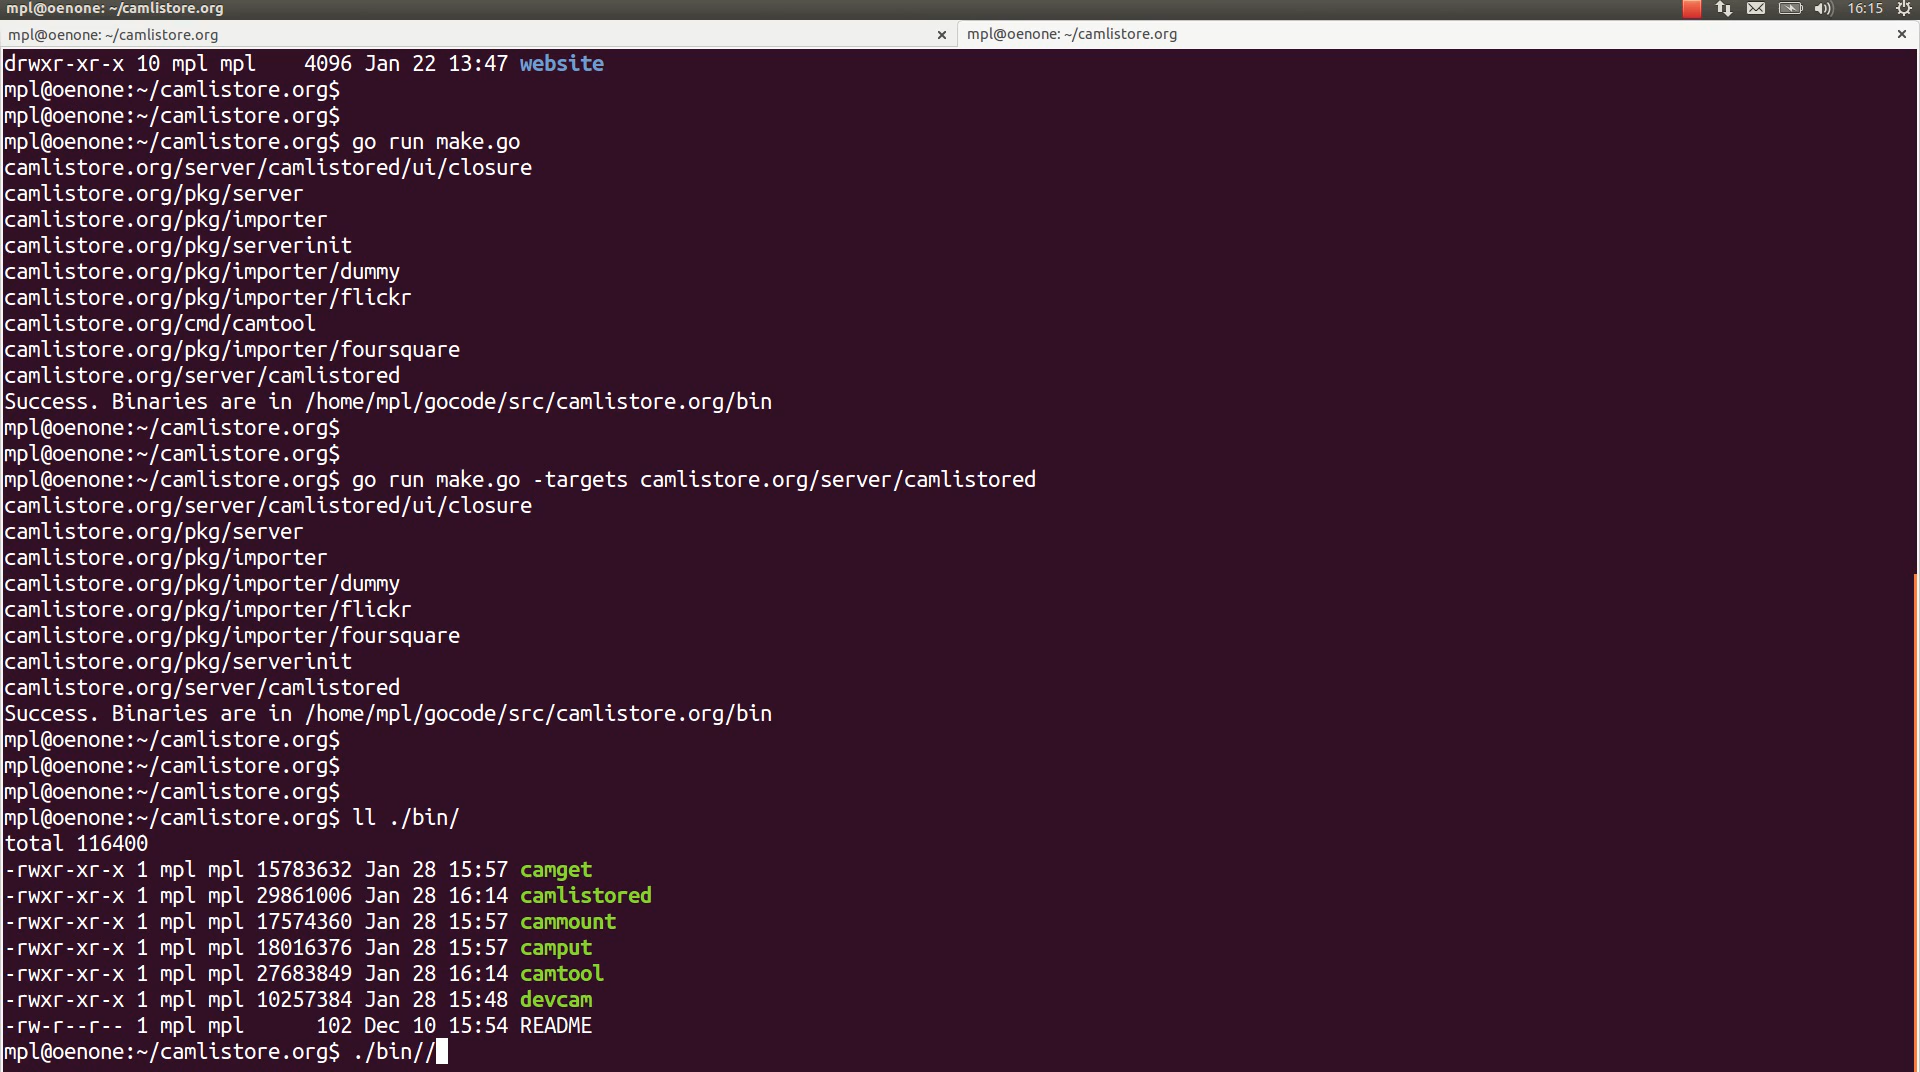 mpl@oenone: ~/camlistore.org
16:15
mpl@oenone: ~/camlistore.org
mpl@oenone: ~/camlistore.org
drwxr-xr-x 10 mpl mpl    4096 Jan 22 13:47 website
mpl@oenone:~/camlistore.org$
mpl@oenone:~/camlistore.org$
mpl@oenone:~/camlistore.org$ go run make.go
camlistore.org/server/camlistored/ui/closure
camlistore.org/pkg/server
camlistore.org/pkg/importer
camlistore.org/pkg/serverinit
camlistore.org/pkg/importer/dummy
camlistore.org/pkg/importer/flickr
camlistore.org/cmd/camtool
camlistore.org/pkg/importer/foursquare
camlistore.org/server/camlistored
Success. Binaries are in /home/mpl/gocode/src/camlistore.org/bin
mpl@oenone:~/camlistore.org$
mpl@oenone:~/camlistore.org$
mpl@oenone:~/camlistore.org$ go run make.go -targets camlistore.org/server/camlistored
camlistore.org/server/camlistored/ui/closure
camlistore.org/pkg/server
camlistore.org/pkg/importer
camlistore.org/pkg/importer/dummy
camlistore.org/pkg/importer/flickr
camlistore.org/pkg/importer/foursquare
camlistore.org/pkg/serverinit
camlistore.org/server/camlistored
Success. Binaries are in /home/mpl/gocode/src/camlistore.org/bin
mpl@oenone:~/camlistore.org$
mpl@oenone:~/camlistore.org$
mpl@oenone:~/camlistore.org$
mpl@oenone:~/camlistore.org$ ll ./bin/
total 116400
-rwxr-xr-x 1 mpl mpl 15783632 Jan 28 15:57 camget
-rwxr-xr-x 1 mpl mpl 29861006 Jan 28 16:14 camlistored
-rwxr-xr-x 1 mpl mpl 17574360 Jan 28 15:57 cammount
-rwxr-xr-x 1 mpl mpl 18016376 Jan 28 15:57 camput
-rwxr-xr-x 1 mpl mpl 27683849 Jan 28 16:14 camtool
-rwxr-xr-x 1 mpl mpl 10257384 Jan 28 15:48 devcam
-rw-r--r-- 1 mpl mpl      102 Dec 10 15:54 README
mpl@oenone:~/camlistore.org$ ./bin//